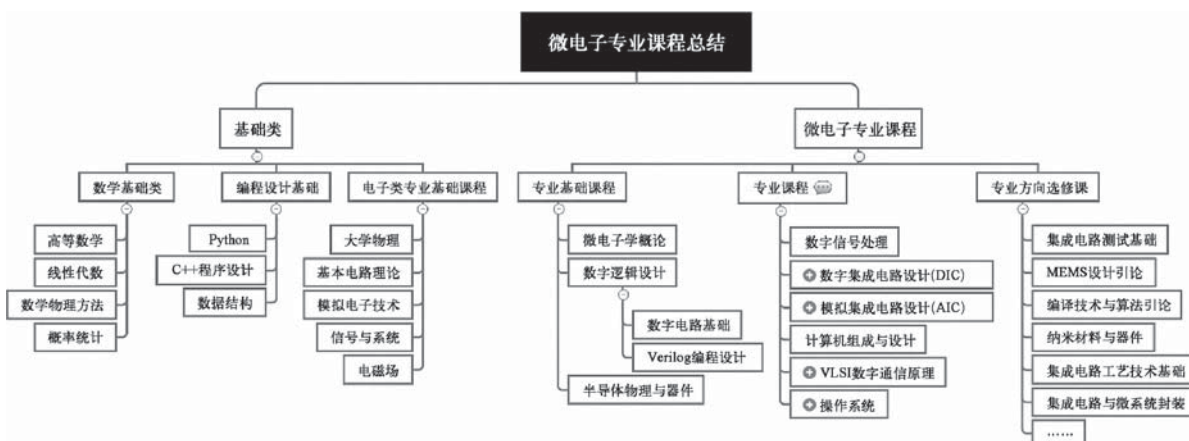 微电子专业课程总结
基础类
微电子专业课程
数学基础类
编程设计基础
电子类专业基础课程
专业基础课程
专业课程
专业方向选修课
高等数学
线性代数
数学物理方法
概率统计
Python
C++程序设计
数据结构
大学物理
基本电路理论
模拟电子技术
信号与系统
电磁场
微电子学概论
数字逻辑设计
数字电路基础
Verilog编程设计
半导体物理与器件
数字信号处理
数字集成电路设计(DIC)
模拟集成电路设计(AIC)
计算机组成与设计
VLSI数字通信原理
操作系统
集成电路测试基础
MEMS设计引论
编译技术与算法引论
纳米材料与器件
集成电路工艺技术基础
集成电路与微系统封装
……